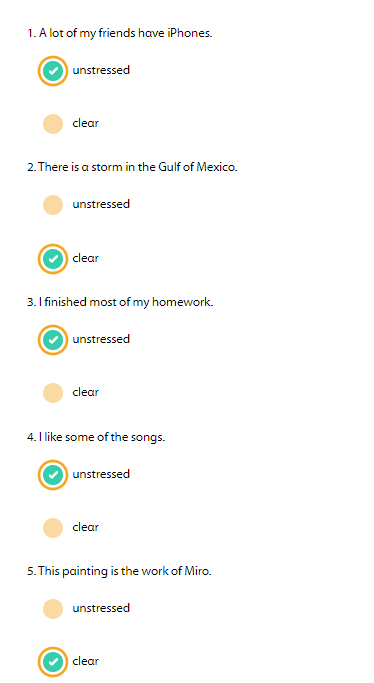 1. A lot of my friends have iPhones.
unstressed
clear
2. There is a storm in the Gulf of Mexico.
unstressed
clear
3. I finished most of my homework.
unstressed
clear
4. I like some of the songs.
unstressed
clear
5. This painting is the work of Miro.
unstressed
clear